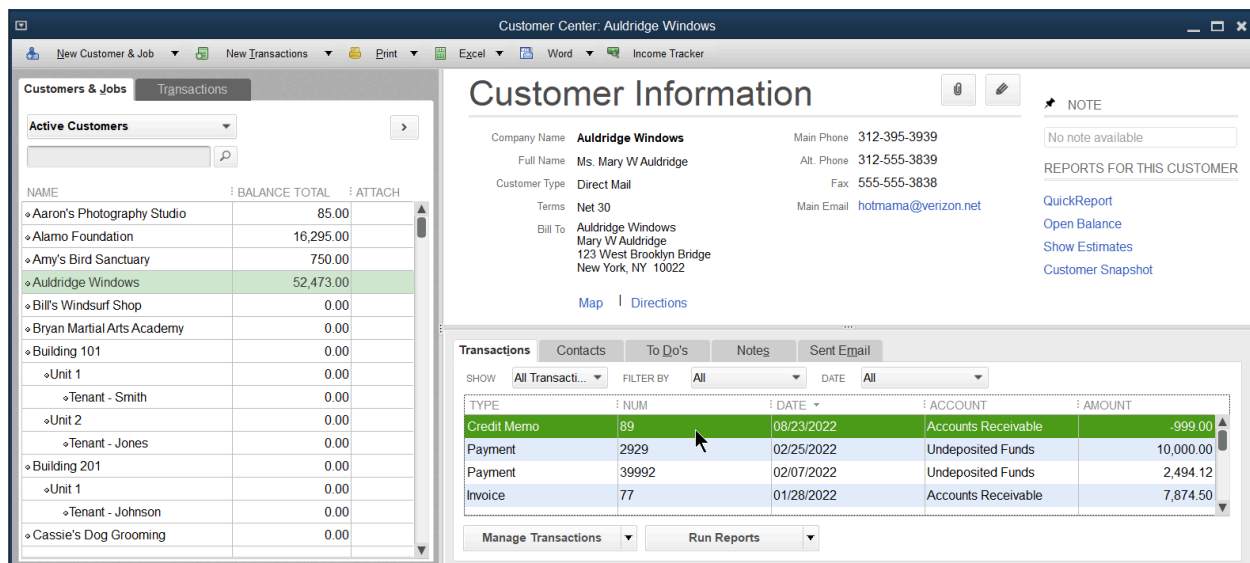 Customer Center: Auldridge Windows
New Customer & Job New Transactions Print Excel Word Income Tracker
Customers & Jobs Transactions
Active Customers
NAME BALANCE TOTAL ATTACH
Aaron's Photography Studio 85.00
Alamo Foundation 16,295.00
Amy's Bird Sanctuary 750.00
Auldridge Windows 52,473.00
Bill's Windsurf Shop 0.00
Bryan Martial Arts Academy 0.00
Building 101 0.00
Unit 1 0.00
Tenant - Smith 0.00
Unit 2 0.00
Tenant - Jones 0.00
Building 201 0.00
Unit 1 0.00
Tenant - Johnson 0.00
Cassie's Dog Grooming 0.00
Customer Information
Company Name Auldridge Windows
Full Name Ms. Mary W Auldridge
Customer Type Direct Mail
Terms Net 30
Bill To Auldridge Windows
Mary W Auldridge
123 West Brooklyn Bridge
New York, NY 10022
Map Directions
Main Phone 312-395-3939
Alt. Phone 312-555-3839
Fax 555-555-3838
Main Email hotmama@verizon.net
NOTE
No note available
REPORTS FOR THIS CUSTOMER
QuickReport
Open Balance
Show Estimates
Customer Snapshot
Transactions Contacts To Do's Notes Sent Email
SHOW All Transacti... FILTER BY All DATE All
TYPE NUM DATE ACCOUNT AMOUNT
Credit Memo 89 08/23/2022 Accounts Receivable -999.00
Payment 2929 02/25/2022 Undeposited Funds 10,000.00
Payment 39992 02/07/2022 Undeposited Funds 2,494.12
Invoice 77 01/28/2022 Accounts Receivable 7,874.50
Manage Transactions Run Reports